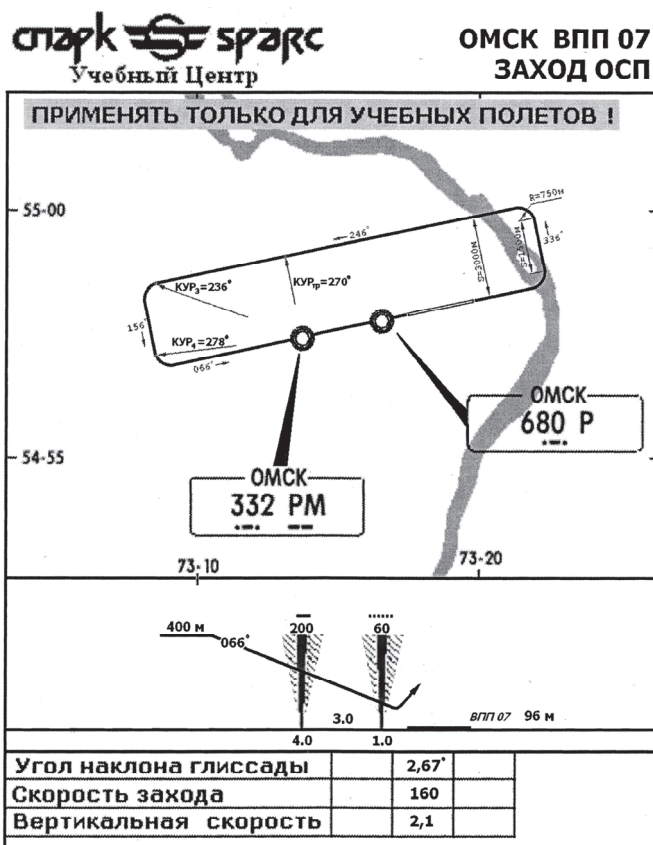 спарк sparc
Учебный Центр
ОМСК ВПП 07
ЗАХОД ОСП
ПРИМЕНЯТЬ ТОЛЬКО ДЛЯ УЧЕБНЫХ ПОЛЕТОВ !
55-00
246°
R=750м
336°
S=3000м
S=1500м
КУР₃=236°
КУРтр=270°
156°
КУР₄=278°
066°
ОМСК
680 Р
·–·
54-55
ОМСК
332 РМ
·–· ––
73-10
73-20
400 м
066°
200
60
3.0
ВПП 07 96 м
4.0
1.0
Угол наклона глиссады 2,67°
Скорость захода 160
Вертикальная скорость 2,1